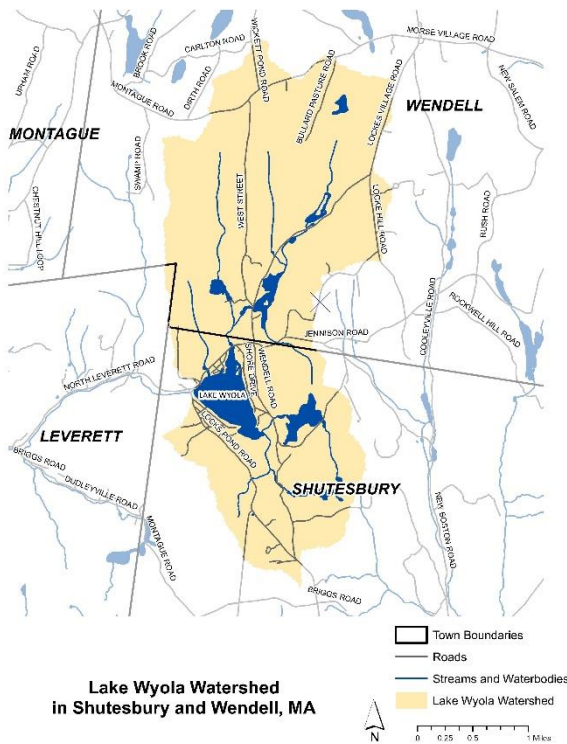 WICKETT POND ROAD
MORSE VILLAGE ROAD
CARLTON ROAD
BROOK ROAD
UPHAM ROAD
DIRTH ROAD
BULLARD PASTURE ROAD
LOCKES VILLAGE ROAD
NEW SALEM ROAD
MONTAGUE ROAD
WENDELL
MONTAGUE
SWAMP ROAD
CHESTNUT HILL LOOP
WEST STREET
LOCKE HILL ROAD
RUSH ROAD
COOLEYVILLE ROAD
ROCKWELL HILL ROAD
JENNISON ROAD
SHORE DRIVE
WENDELL ROAD
NORTH LEVERETT ROAD
LAKE WYOLA
LOCKS POND ROAD
LEVERETT
BRIGGS ROAD
DUDLEYVILLE ROAD
SHUTESBURY
MONTAGUE ROAD
NEW BOSTON ROAD
BRIGGS ROAD
Town Boundaries
Roads
Streams and Waterbodies
Lake Wyola Watershed
Lake Wyola Watershed
in Shutesbury and Wendell, MA
N
0 0.25 0.5 1 Miles